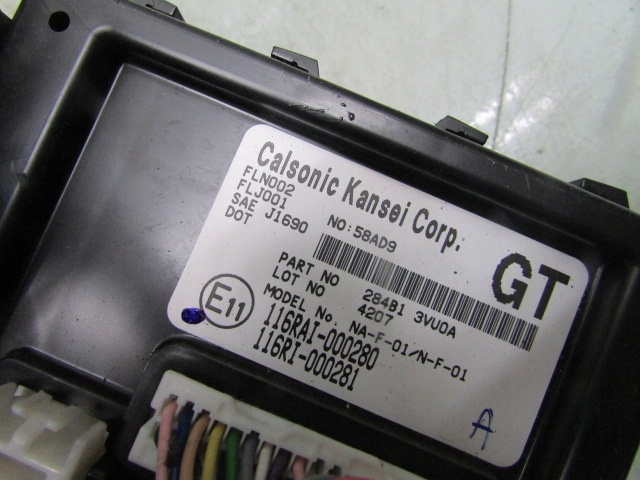 Calsonic Kansei Corp.
FLN002
FLJ001
SAE J1690
DOT
NO:58AD9
GT
PART NO 284B1 3VU0A
LOT NO 4207
MODEL No. NA-F-01/N-F-01
E11
116RAI-000280
116RI-000281
A